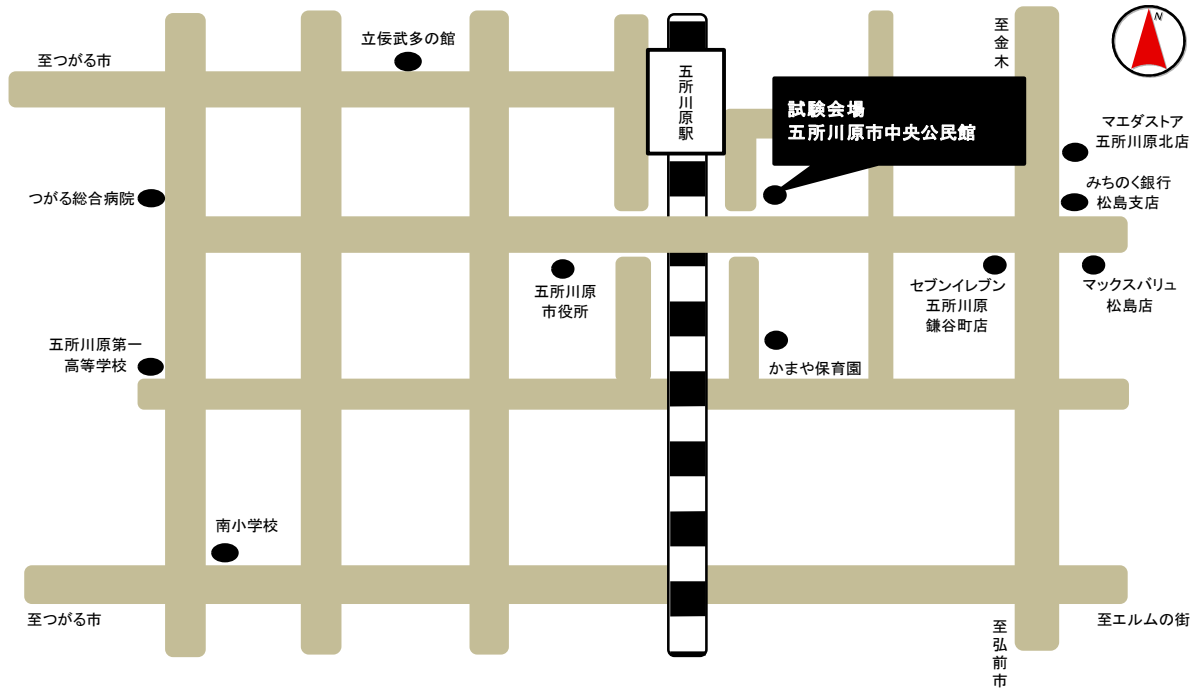 立佞武多の館
至つがる市
五所川原駅
至金木
N
試験会場
五所川原市中央公民館
マエダストア
五所川原北店
つがる総合病院
みちのく銀行
松島支店
五所川原
市役所
セブンイレブン
五所川原
鎌谷町店
マックスバリュ
松島店
五所川原第一
高等学校
かまや保育園
南小学校
至つがる市
至弘前市
至エルムの街